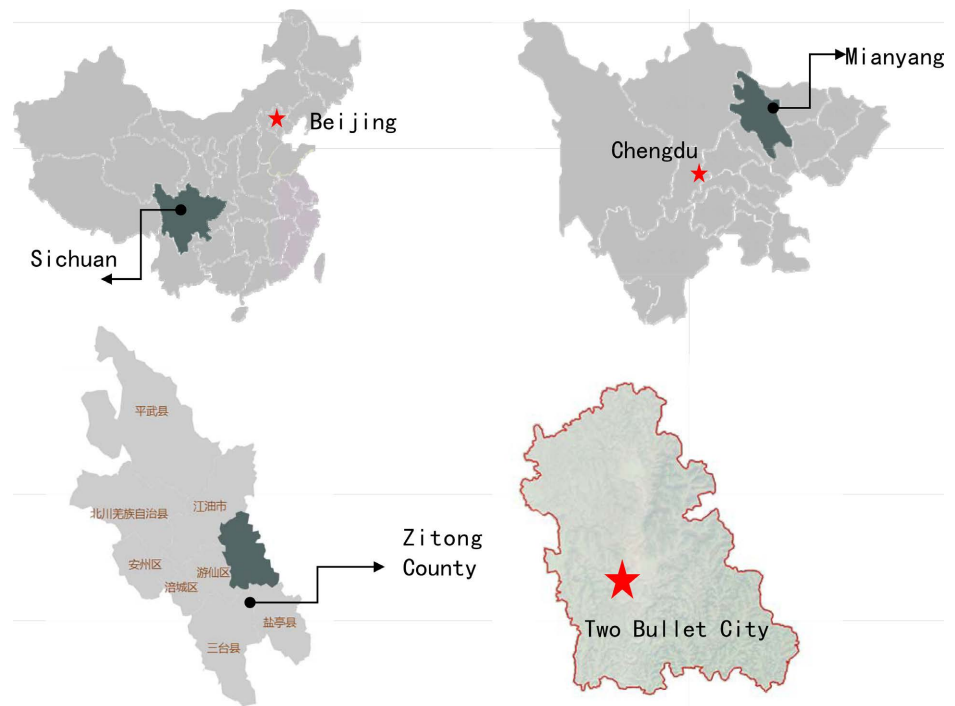 Beijing
Sichuan
Mianyang
Chengdu
平武县
北川羌族自治县
江油市
安州区
涪城区
游仙区
盐亭县
三台县
Zitong
County
Two Bullet City